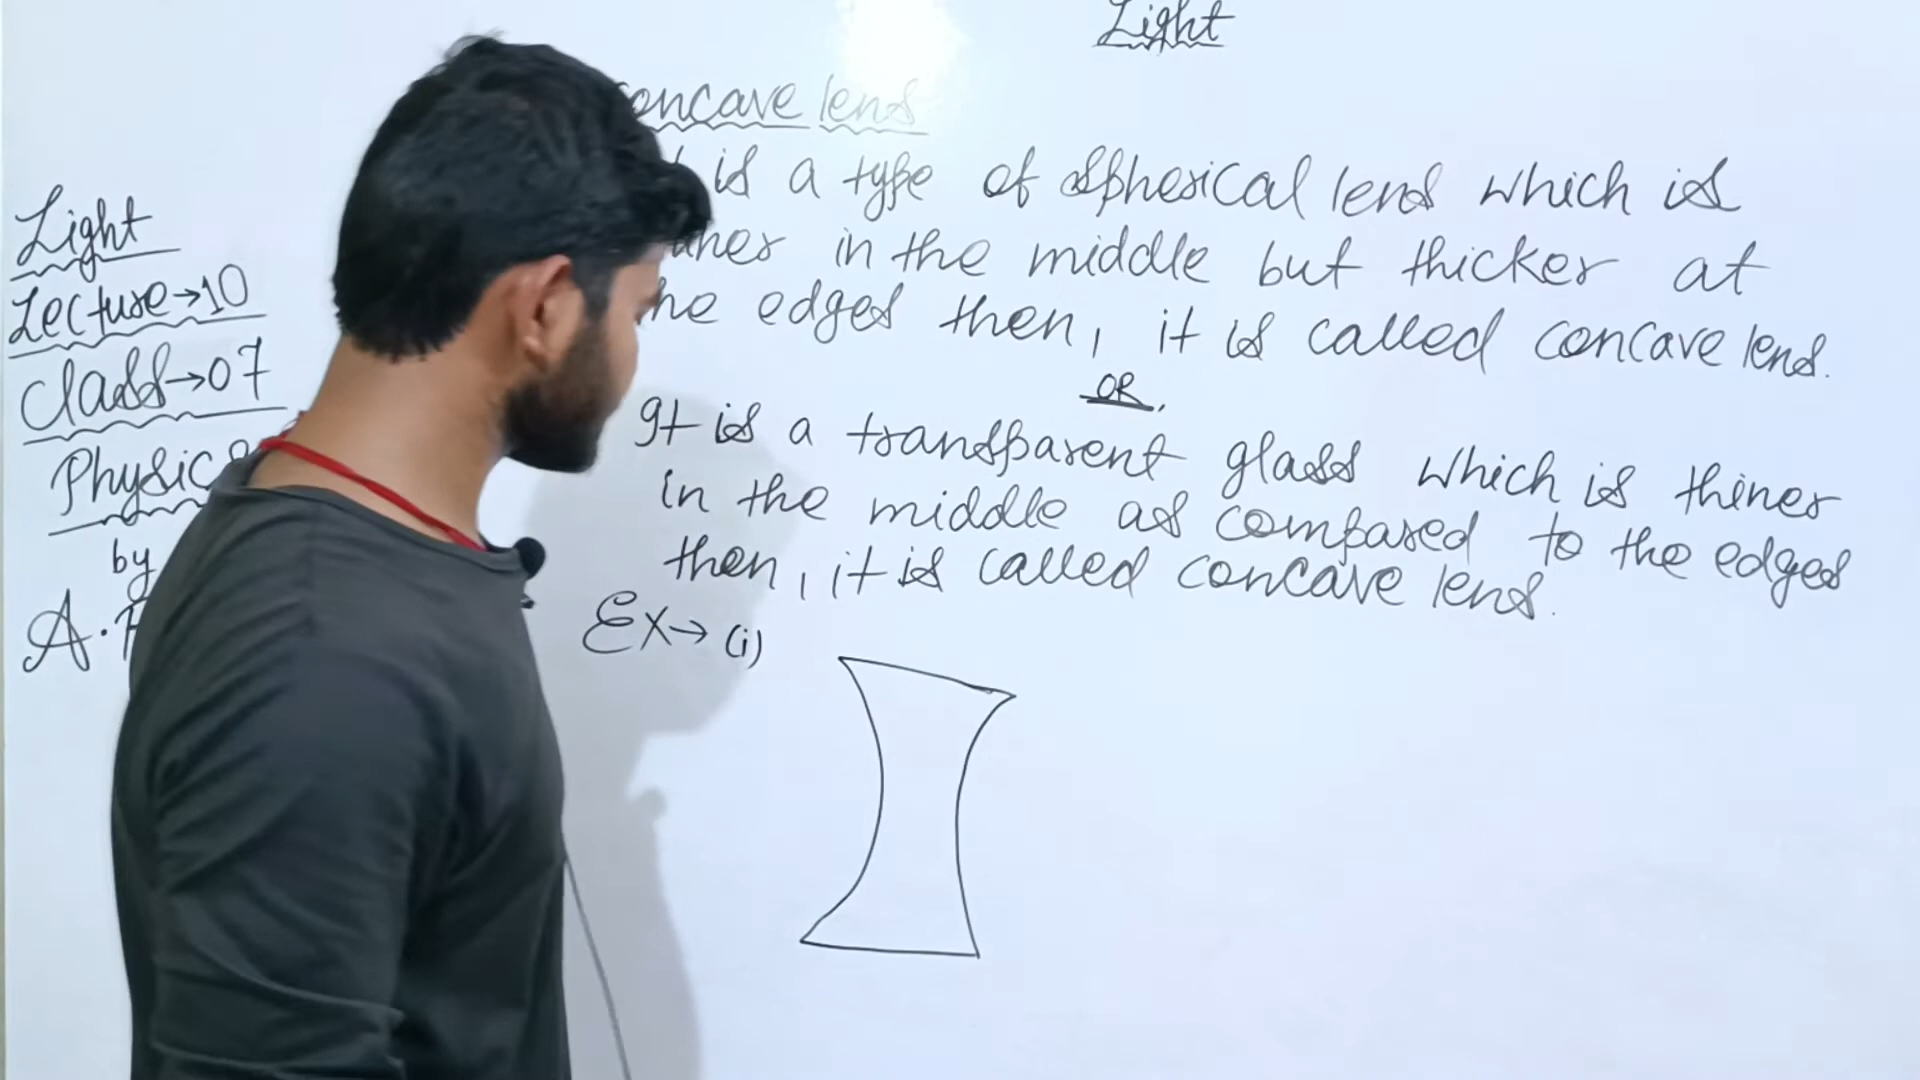 Light
oncave lens
is a type of spherical lens which is
in the middle but thicker at
he edges then, it is called concave lens.
OR,
It is a transparent glass which is thiner
in the middle as compared to the edges
then, it is called concave lens.
Ex→ (i)
Light
Lecture→10
Class→07
Physic
by
A.